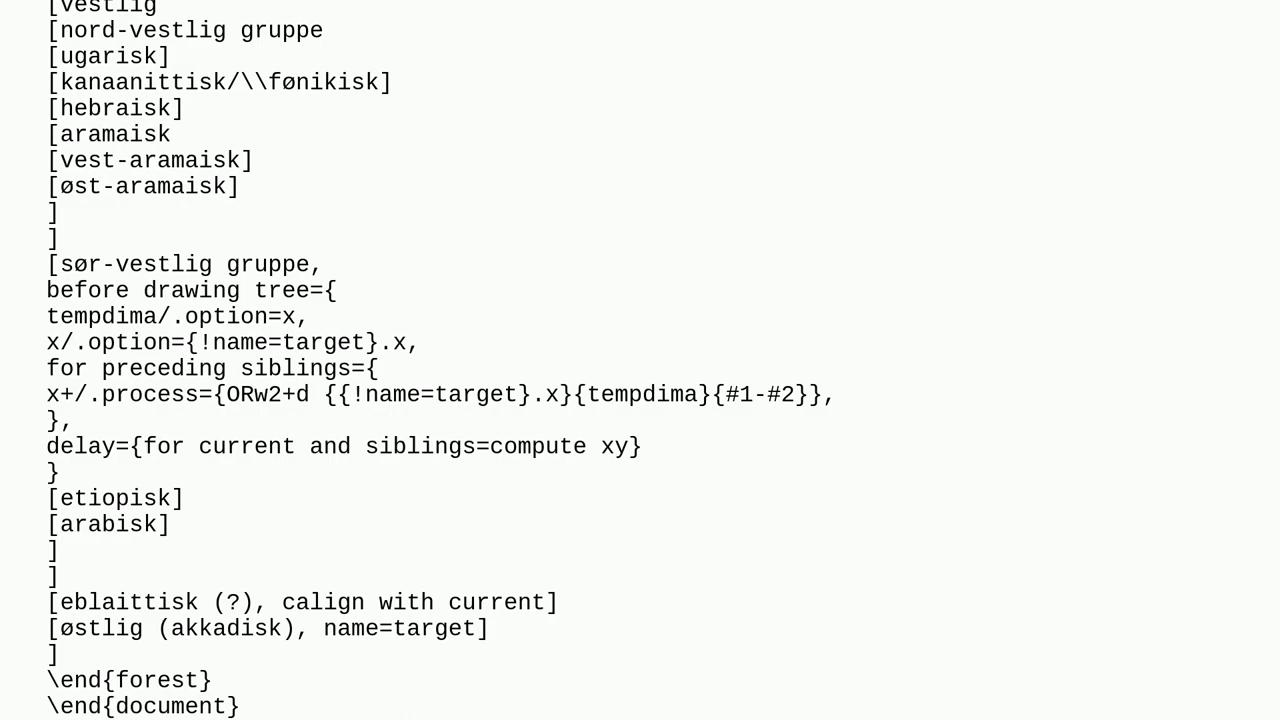 [vestlig
[nord-vestlig gruppe
[ugarisk]
[kanaanittisk/\\fønikisk]
[hebraisk]
[aramaisk
[vest-aramaisk]
[øst-aramaisk]
]
]
[sør-vestlig gruppe,
before drawing tree={
tempdima/.option=x,
x/.option={!name=target}.x,
for preceding siblings={
x+/.process={ORw2+d {{!name=target}.x}{tempdima}{#1-#2}},
},
delay={for current and siblings=compute xy}
}
[etiopisk]
[arabisk]
]
]
[eblaittisk (?), calign with current]
[østlig (akkadisk), name=target]
]
\end{forest}
\end{document}